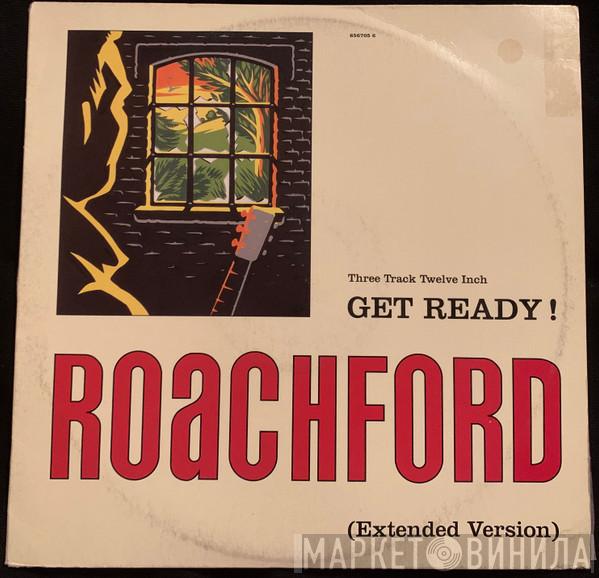 656705 6
Three Track Twelve Inch
GET READY!
ROACHFORD
(Extended Version)
МАРКЕТ ВИНИЛА